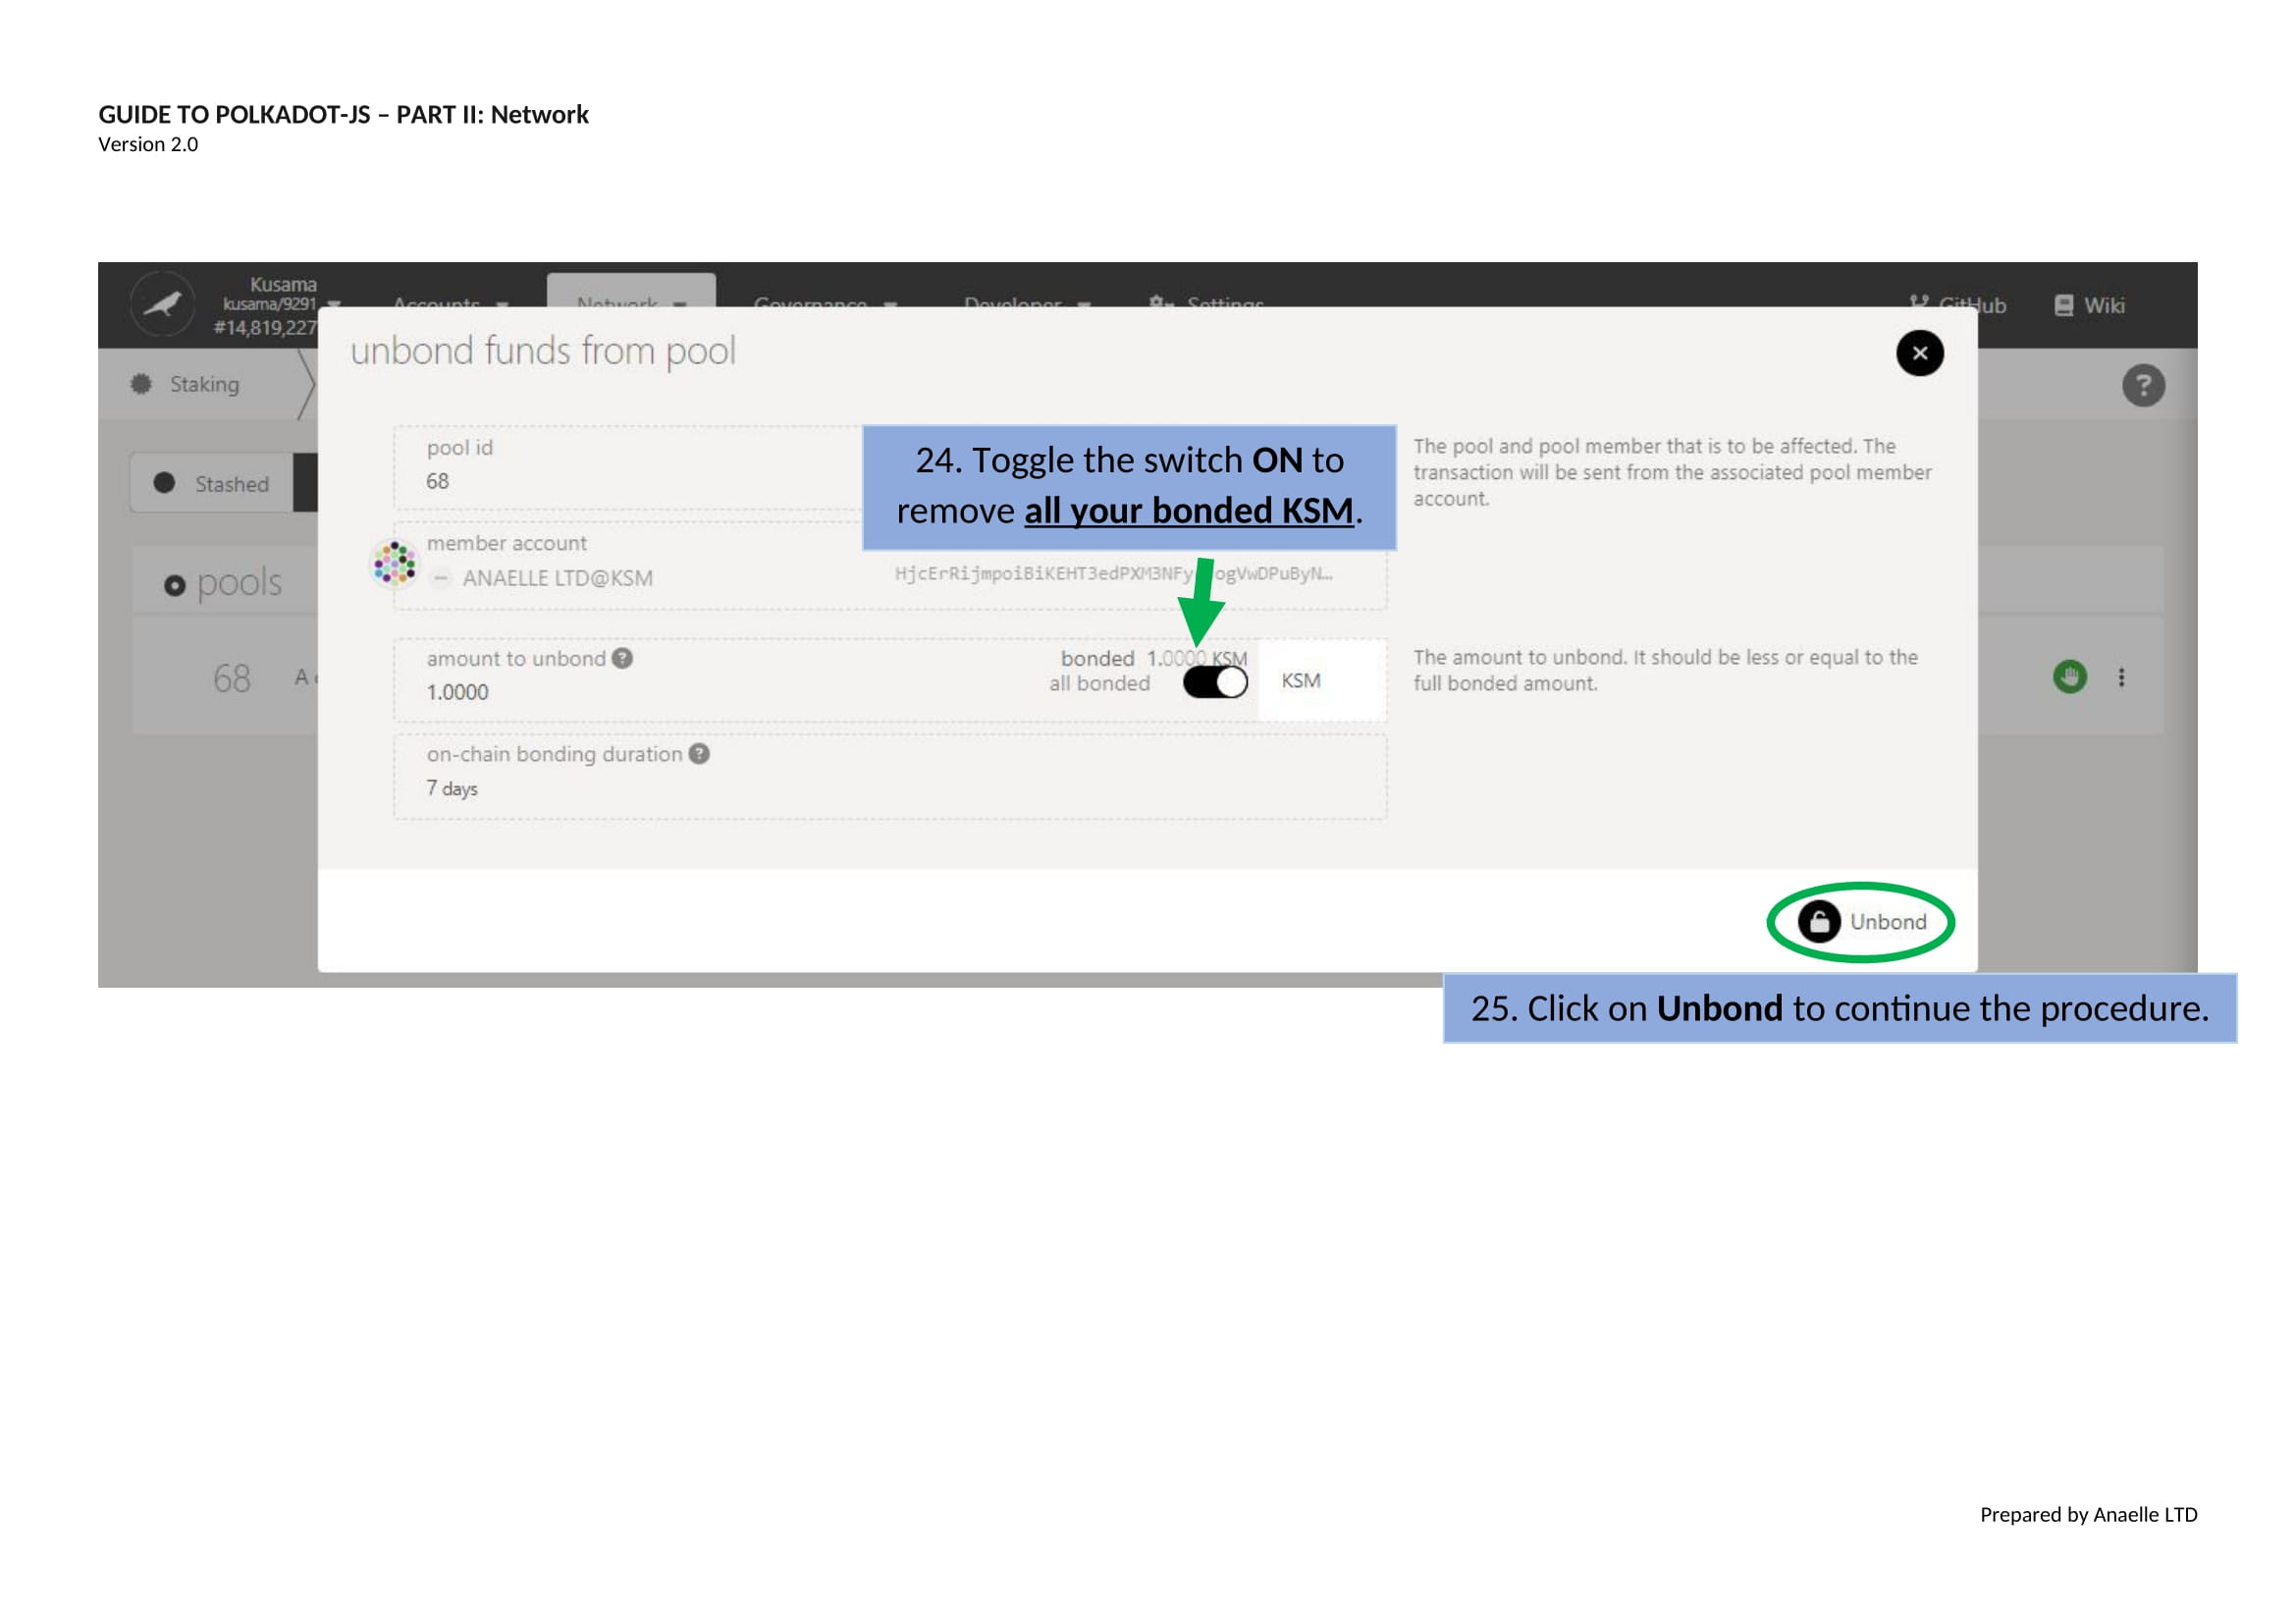 GUIDE TO POLKADOT-JS – PART II: Network
Version 2.0
Kusama
kusama/9291
#14,819,227
Accounts
Network
Governance
Developer
Settings
GitHub
Wiki
unbond funds from pool
Staking
Stashed
pools
68
A
pool id
68
24. Toggle the switch ON to
remove all your bonded KSM.
The pool and pool member that is to be affected. The
transaction will be sent from the associated pool member
account.
member account
ANAELLE LTD@KSM
amount to unbond
1.0000
bonded 1.0000 KSM
all bonded
KSM
The amount to unbond. It should be less or equal to the
full bonded amount.
on-chain bonding duration
7 days
Unbond
25. Click on Unbond to continue the procedure.
Prepared by Anaelle LTD